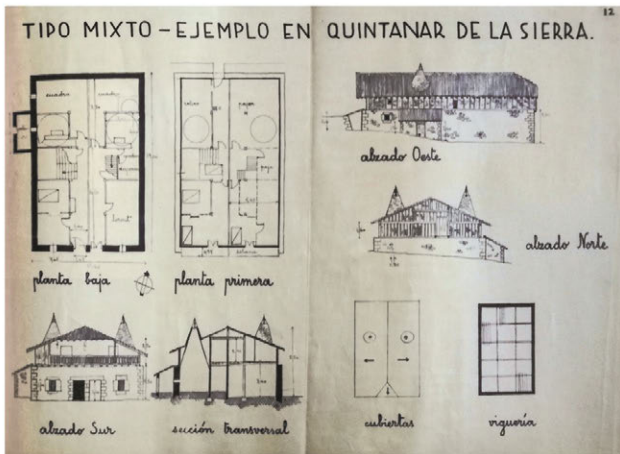 12
TIPO MIXTO - EJEMPLO EN QUINTANAR DE LA SIERRA.
cuadra
planta baja
planta primera
alzado Oeste
alzado Norte
alzado Sur
sección transversal
cubiertas
viguería